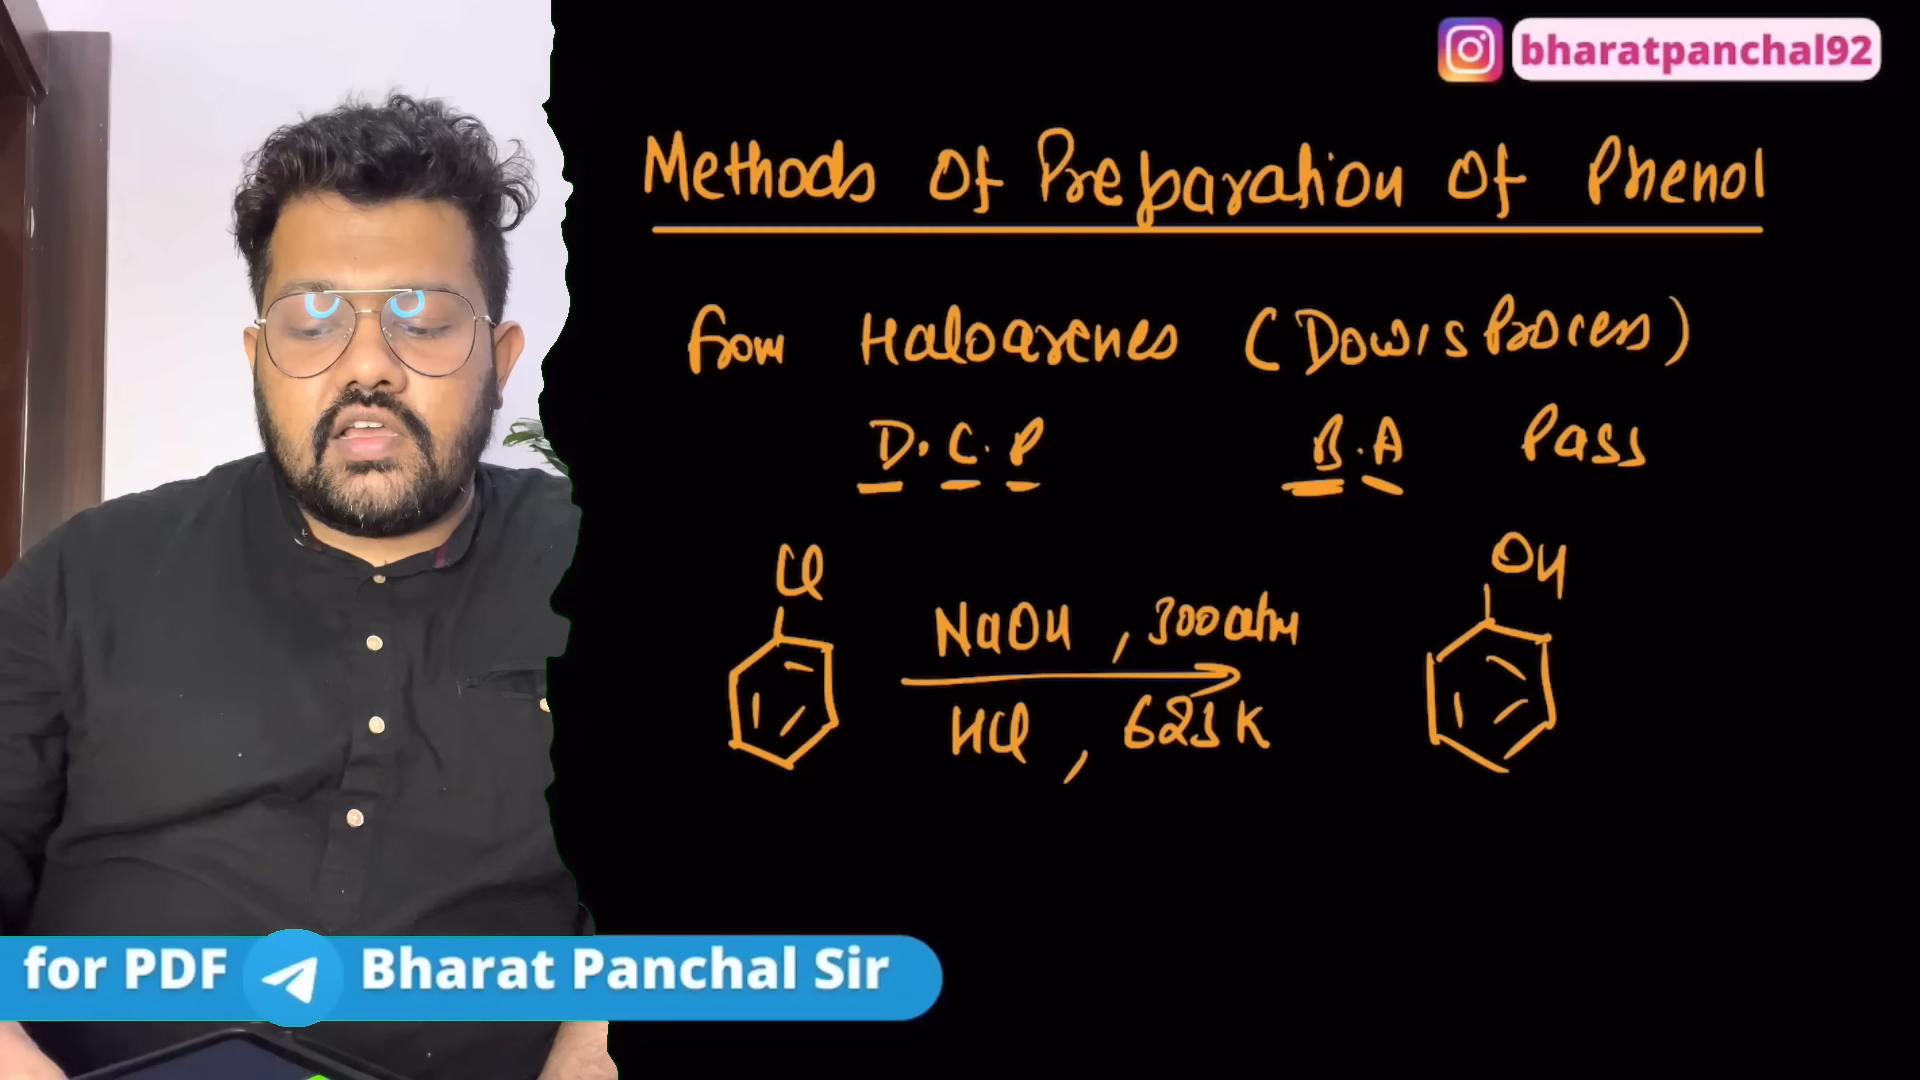 bharatpanchal92
Methods Of Preparation Of Phenol
from Haloarenes (Dow's Process)
D. C. P B. A Pass
Cl OH
NaOH , 300 atm
HCl , 623 K
for PDF Bharat Panchal Sir